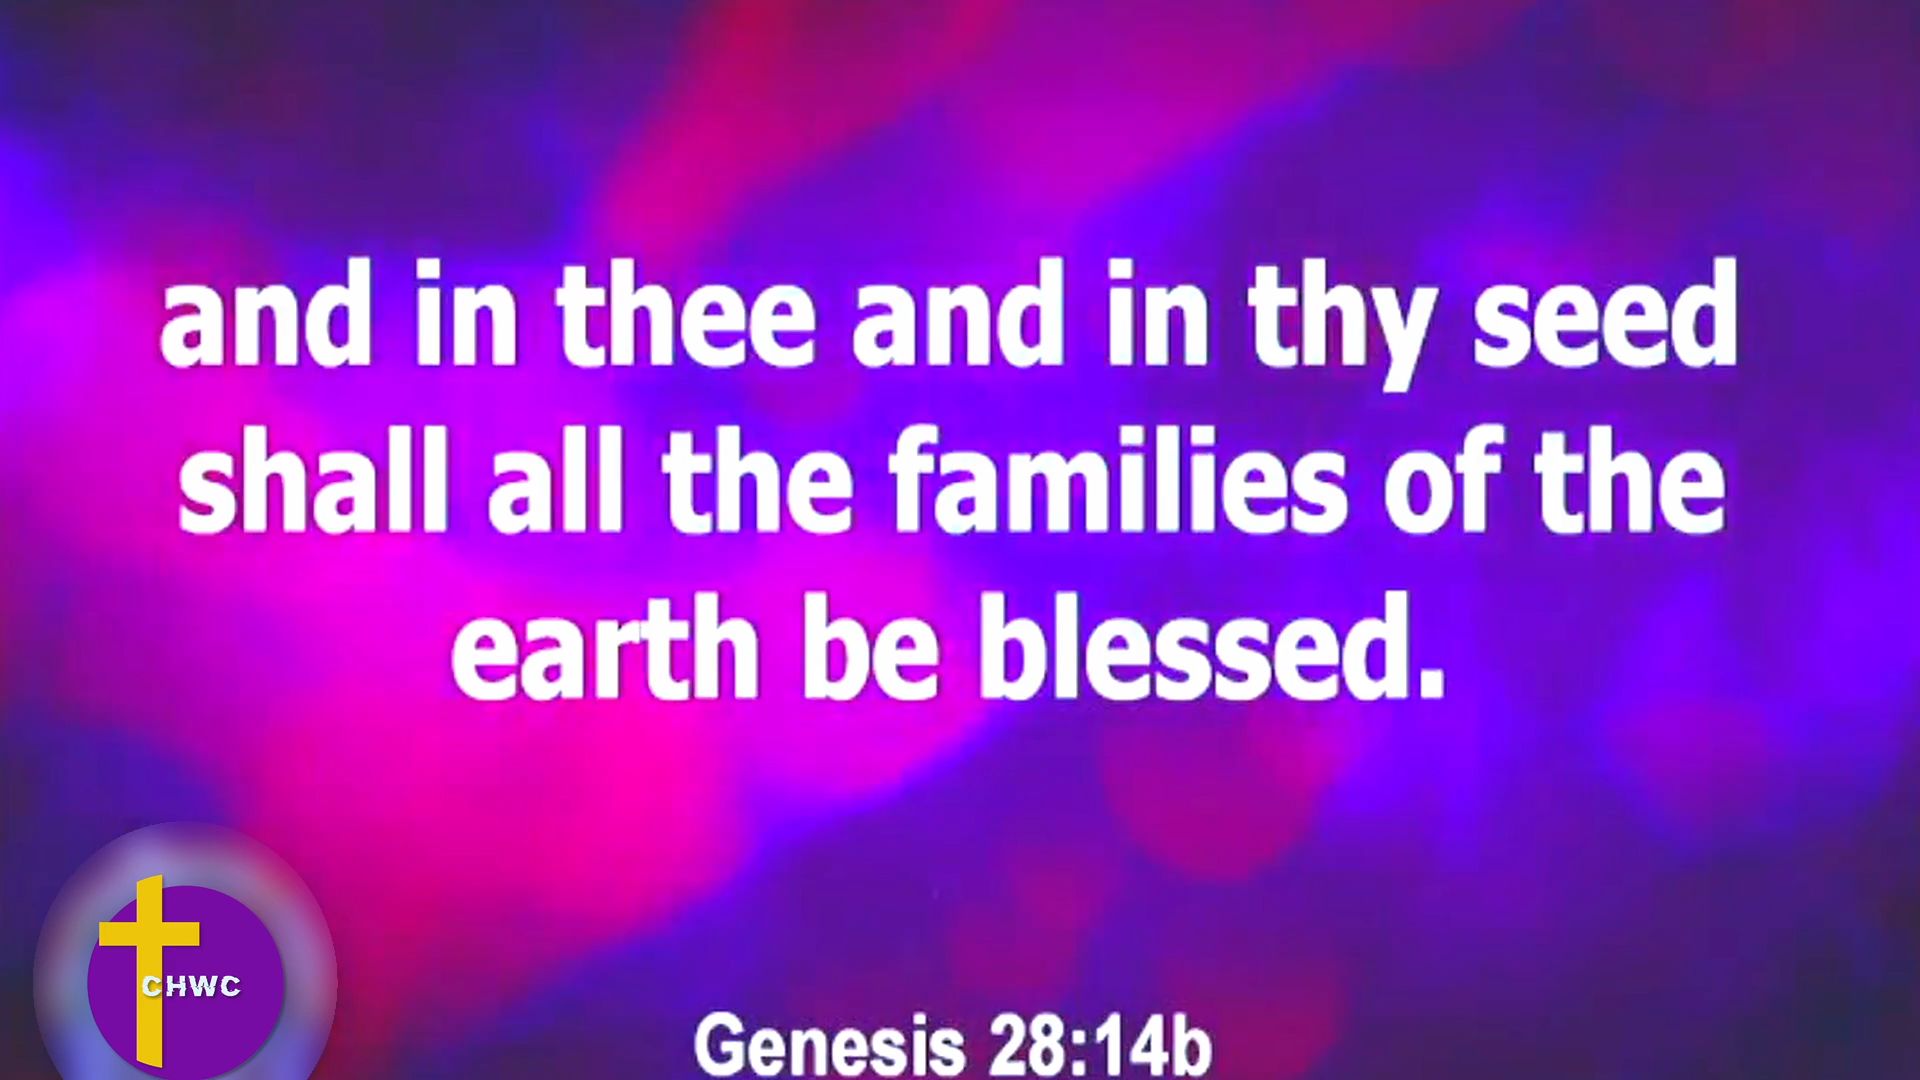 and in thee and in thy seed
shall all the families of the
earth be blessed.
CHWC
Genesis 28:14b